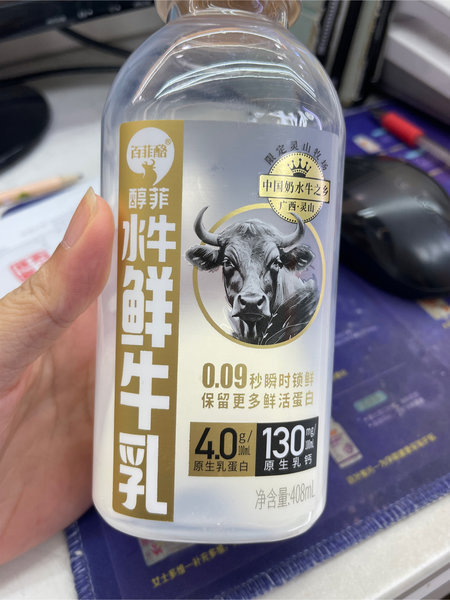 百菲酪
醇菲
水牛鲜牛乳
限定灵山牧场
中国奶水牛之乡
广西·灵山
0.09秒瞬时锁鲜
保留更多鲜活蛋白
4.0g/100mL
原生乳蛋白
130mg/100mL
原生乳钙
净含量:408mL